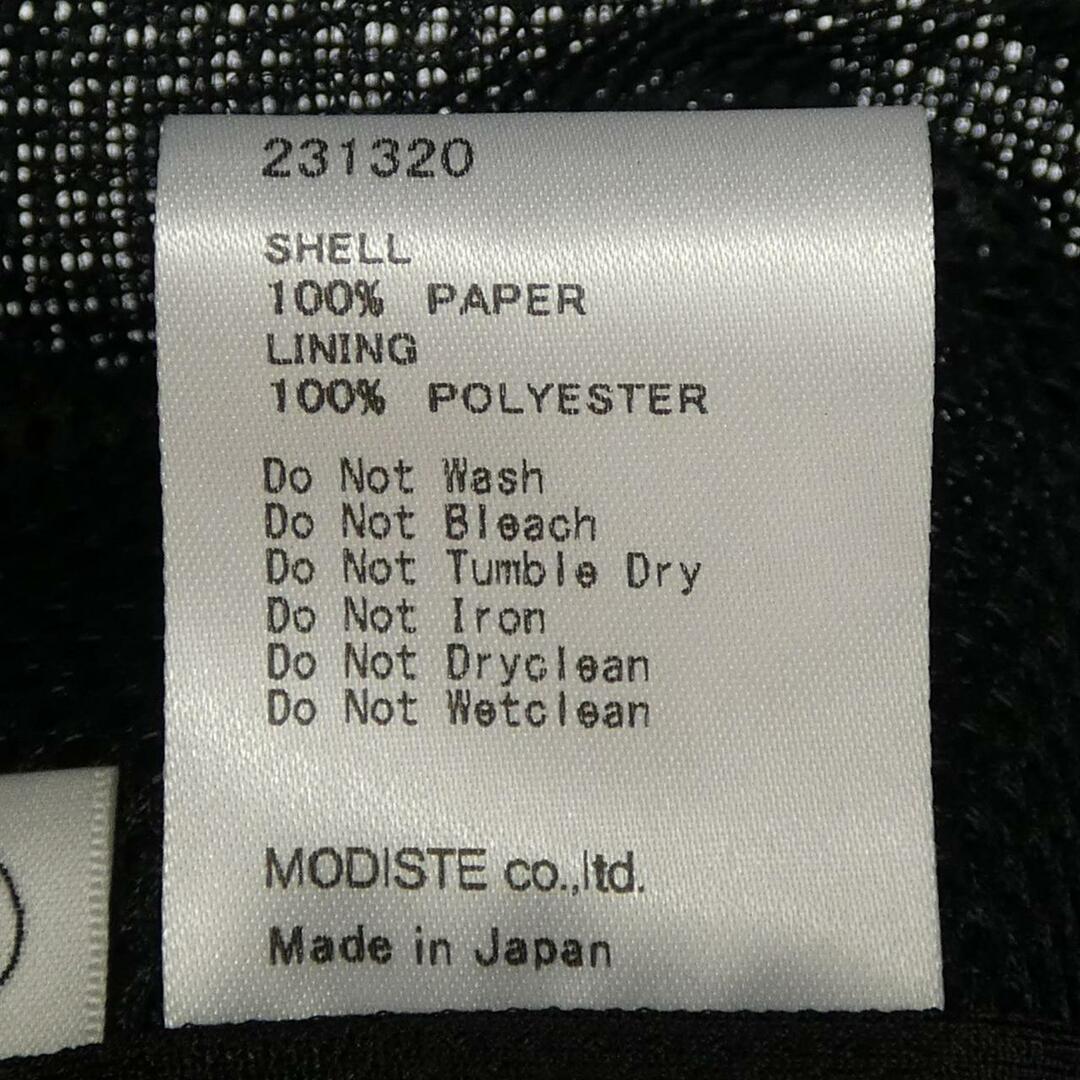 231320
SHELL
100% PAPER
LINING
100% POLYESTER
Do Not Wash
Do Not Bleach
Do Not Tumble Dry
Do Not Iron
Do Not Dryclean
Do Not Wetclean
MODISTE co.,ltd.
Made in Japan